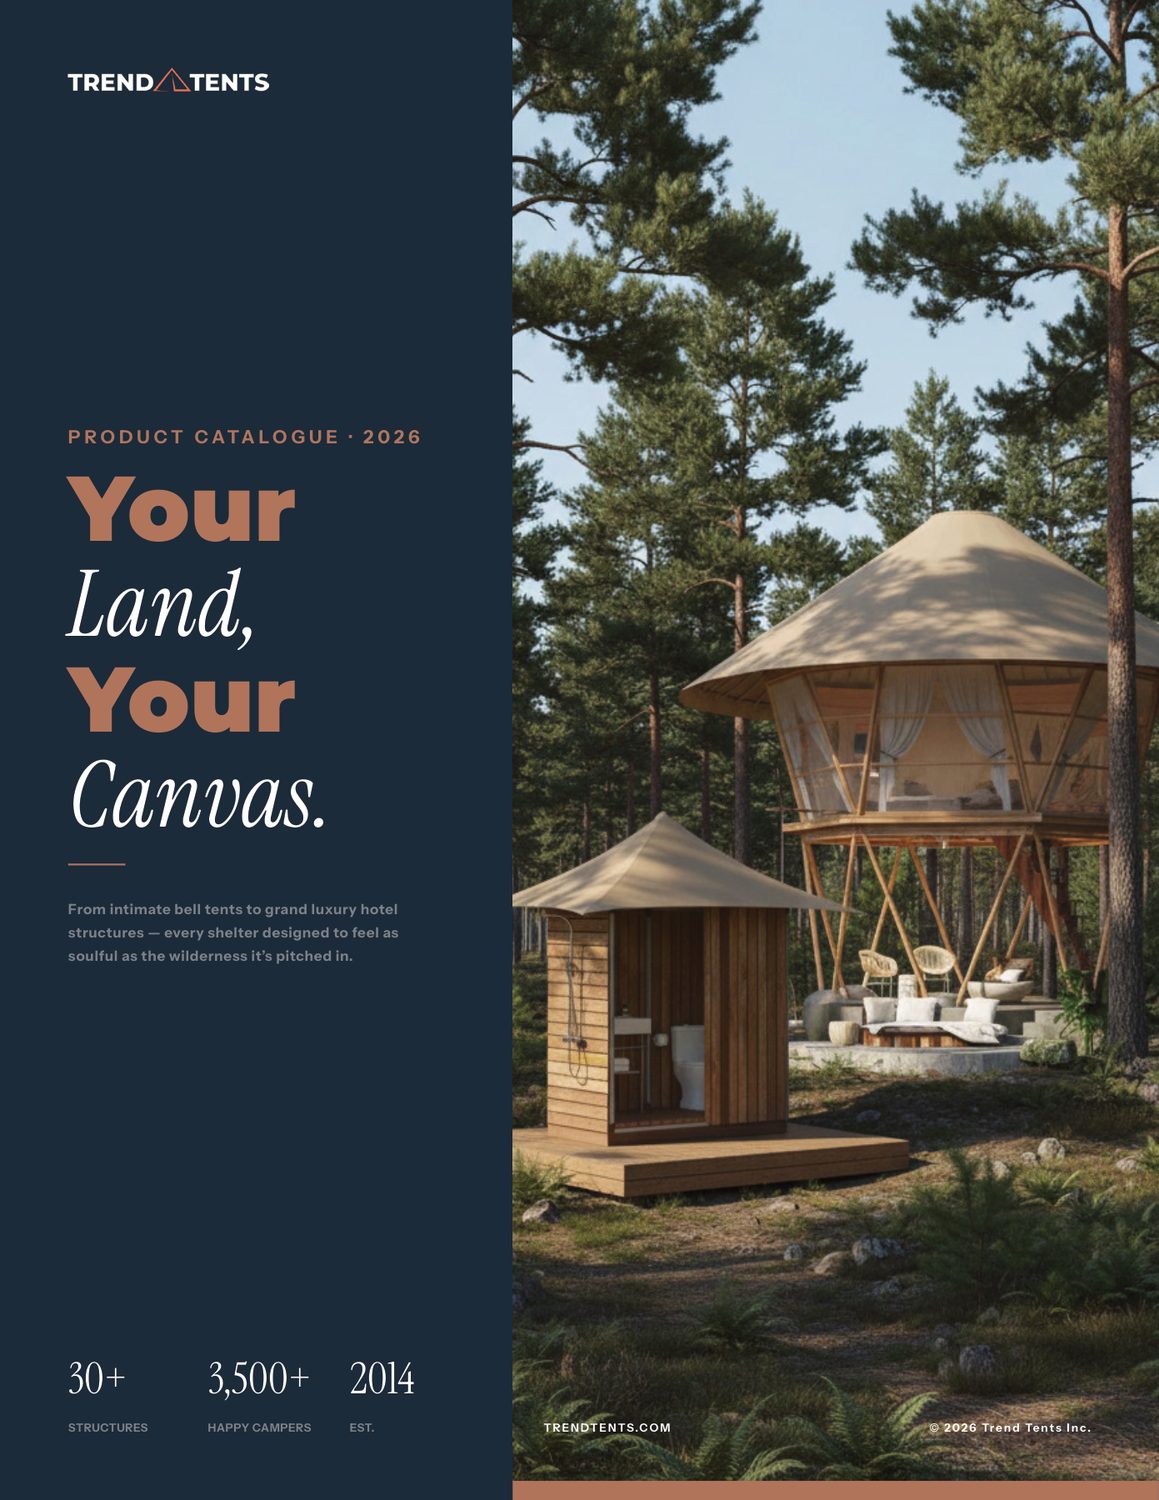 TREND TENTS
PRODUCT CATALOGUE · 2026
Your
Land,
Your
Canvas.
From intimate bell tents to grand luxury hotel
structures — every shelter designed to feel as
soulful as the wilderness it's pitched in.
30+ 3,500+ 2014
STRUCTURES HAPPY CAMPERS EST.
TRENDTENTS.COM © 2026 Trend Tents Inc.